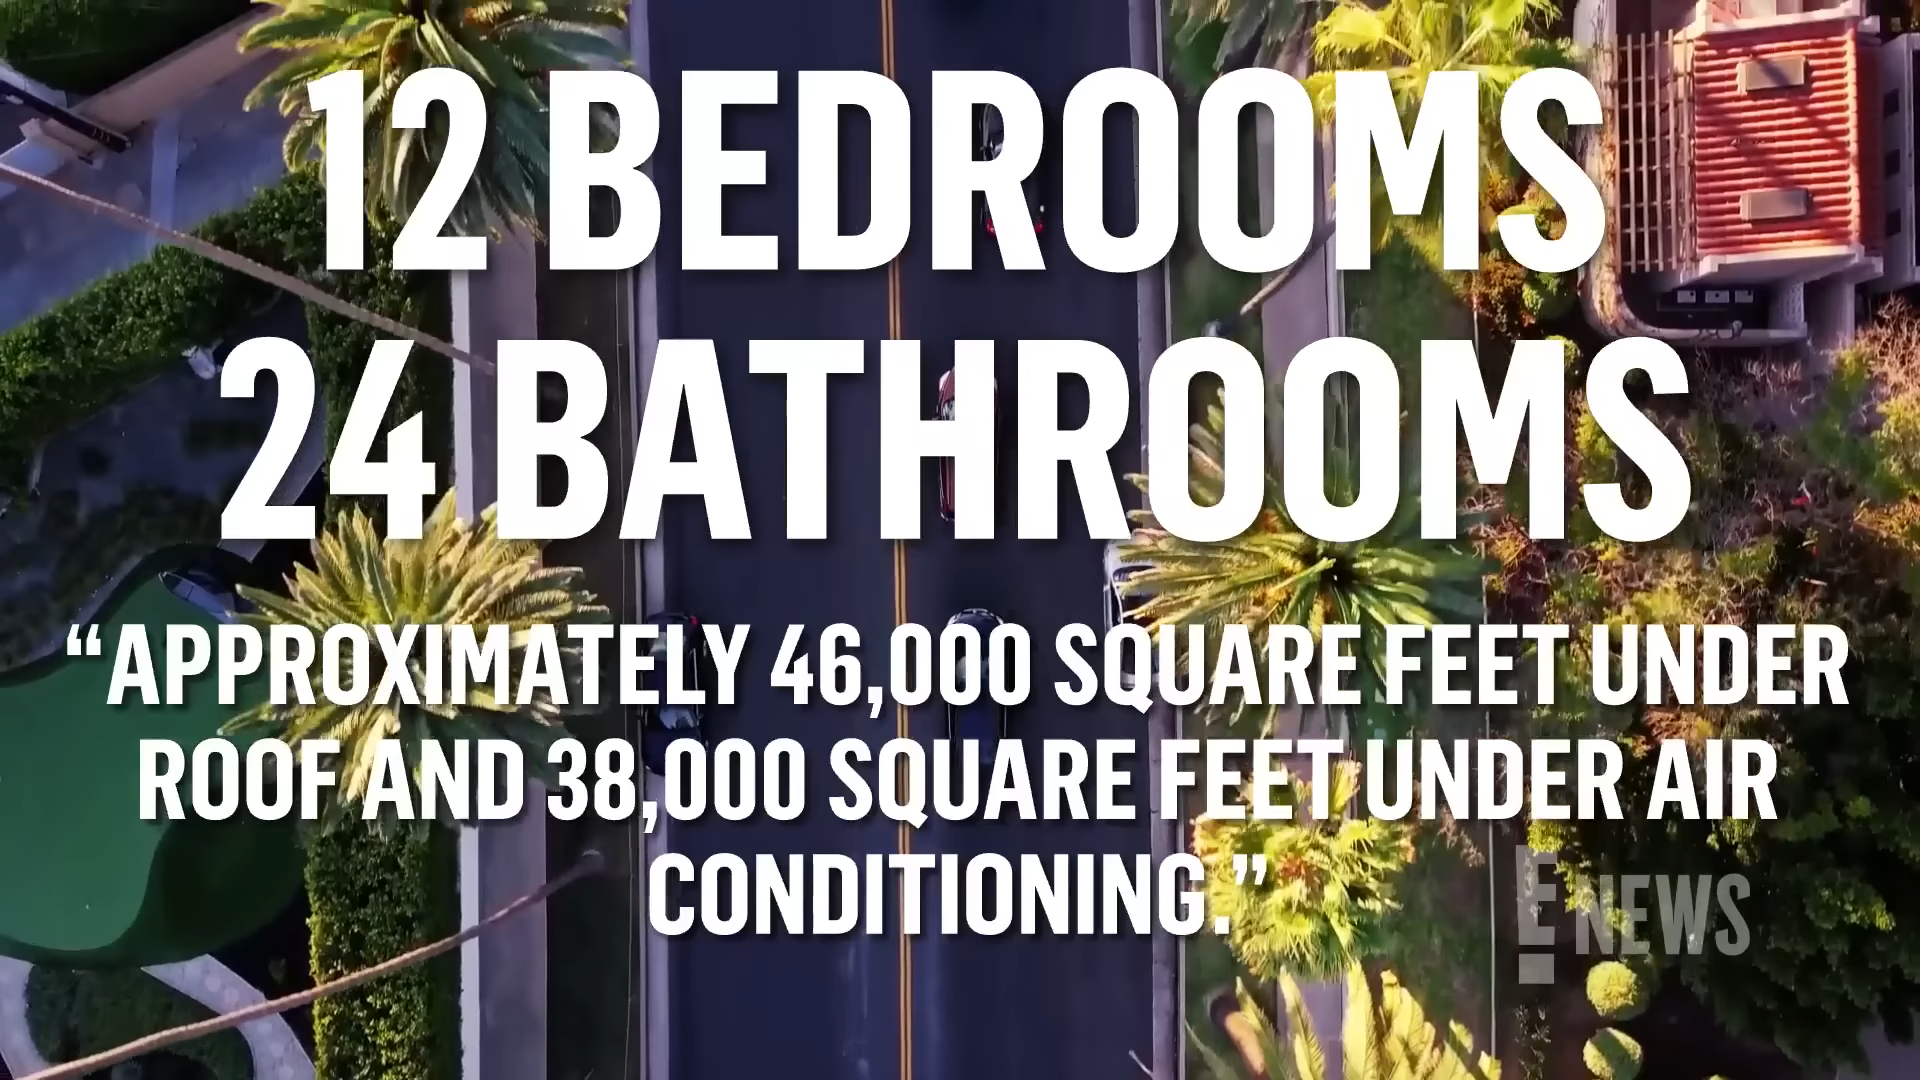 12 BEDROOMS
24 BATHROOMS
“APPROXIMATELY 46,000 SQUARE FEET UNDER
ROOF AND 38,000 SQUARE FEET UNDER AIR
CONDITIONING.”
E NEWS